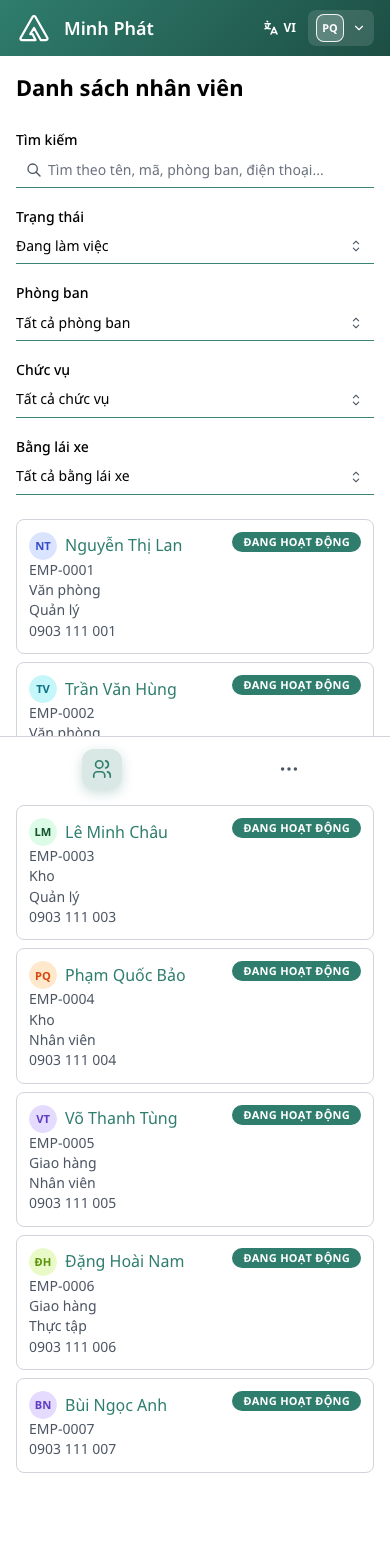 Minh Phát
VI
PQ
Danh sách nhân viên
Tìm kiếm
Tìm theo tên, mã, phòng ban, điện thoại...
Trạng thái
Đang làm việc
Phòng ban
Tất cả phòng ban
Chức vụ
Tất cả chức vụ
Bằng lái xe
Tất cả bằng lái xe
NT Nguyễn Thị Lan ĐANG HOẠT ĐỘNG
EMP-0001
Văn phòng
Quản lý
0903 111 001
TV Trần Văn Hùng ĐANG HOẠT ĐỘNG
EMP-0002
Văn phòng
LM Lê Minh Châu ĐANG HOẠT ĐỘNG
EMP-0003
Kho
Quản lý
0903 111 003
PQ Phạm Quốc Bảo ĐANG HOẠT ĐỘNG
EMP-0004
Kho
Nhân viên
0903 111 004
VT Võ Thanh Tùng ĐANG HOẠT ĐỘNG
EMP-0005
Giao hàng
Nhân viên
0903 111 005
ĐH Đặng Hoài Nam ĐANG HOẠT ĐỘNG
EMP-0006
Giao hàng
Thực tập
0903 111 006
BN Bùi Ngọc Anh ĐANG HOẠT ĐỘNG
EMP-0007
0903 111 007